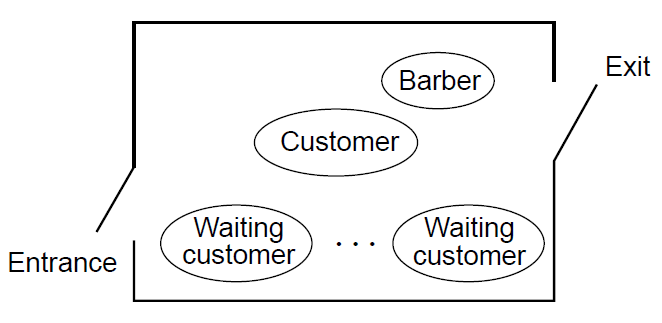 Exit
Barber
Customer
Waiting
customer
. . .
Waiting
customer
Entrance